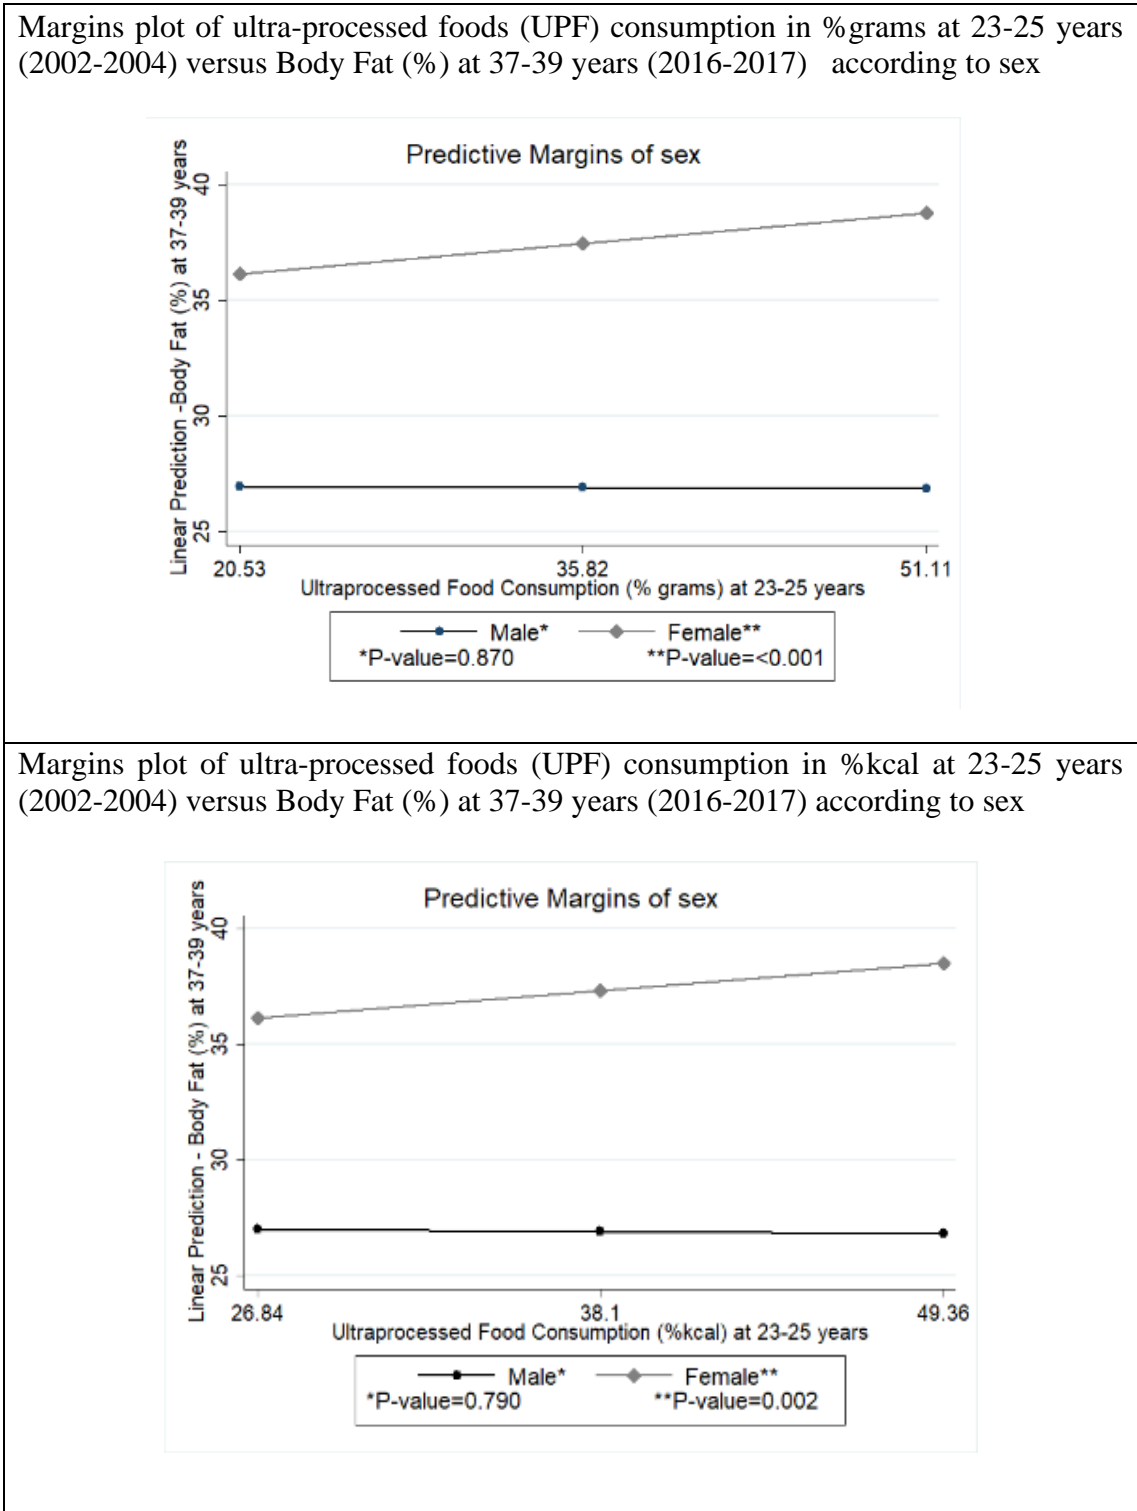 Margins plot of ultra-processed foods (UPF) consumption in %grams at 23-25 years
(2002-2004) versus Body Fat (%) at 37-39 years (2016-2017) according to sex
Predictive Margins of sex
Linear Prediction -Body Fat (%) at 37-39 years
40
35
30
25
20.53 35.82 51.11
Ultraprocessed Food Consumption (% grams) at 23-25 years
Male* Female**
*P-value=0.870 **P-value=<0.001
Margins plot of ultra-processed foods (UPF) consumption in %kcal at 23-25 years
(2002-2004) versus Body Fat (%) at 37-39 years (2016-2017) according to sex
Predictive Margins of sex
Linear Prediction - Body Fat (%) at 37-39 years
40
35
30
25
26.84 38.1 49.36
Ultraprocessed Food Consumption (%kcal) at 23-25 years
Male* Female**
*P-value=0.790 **P-value=0.002